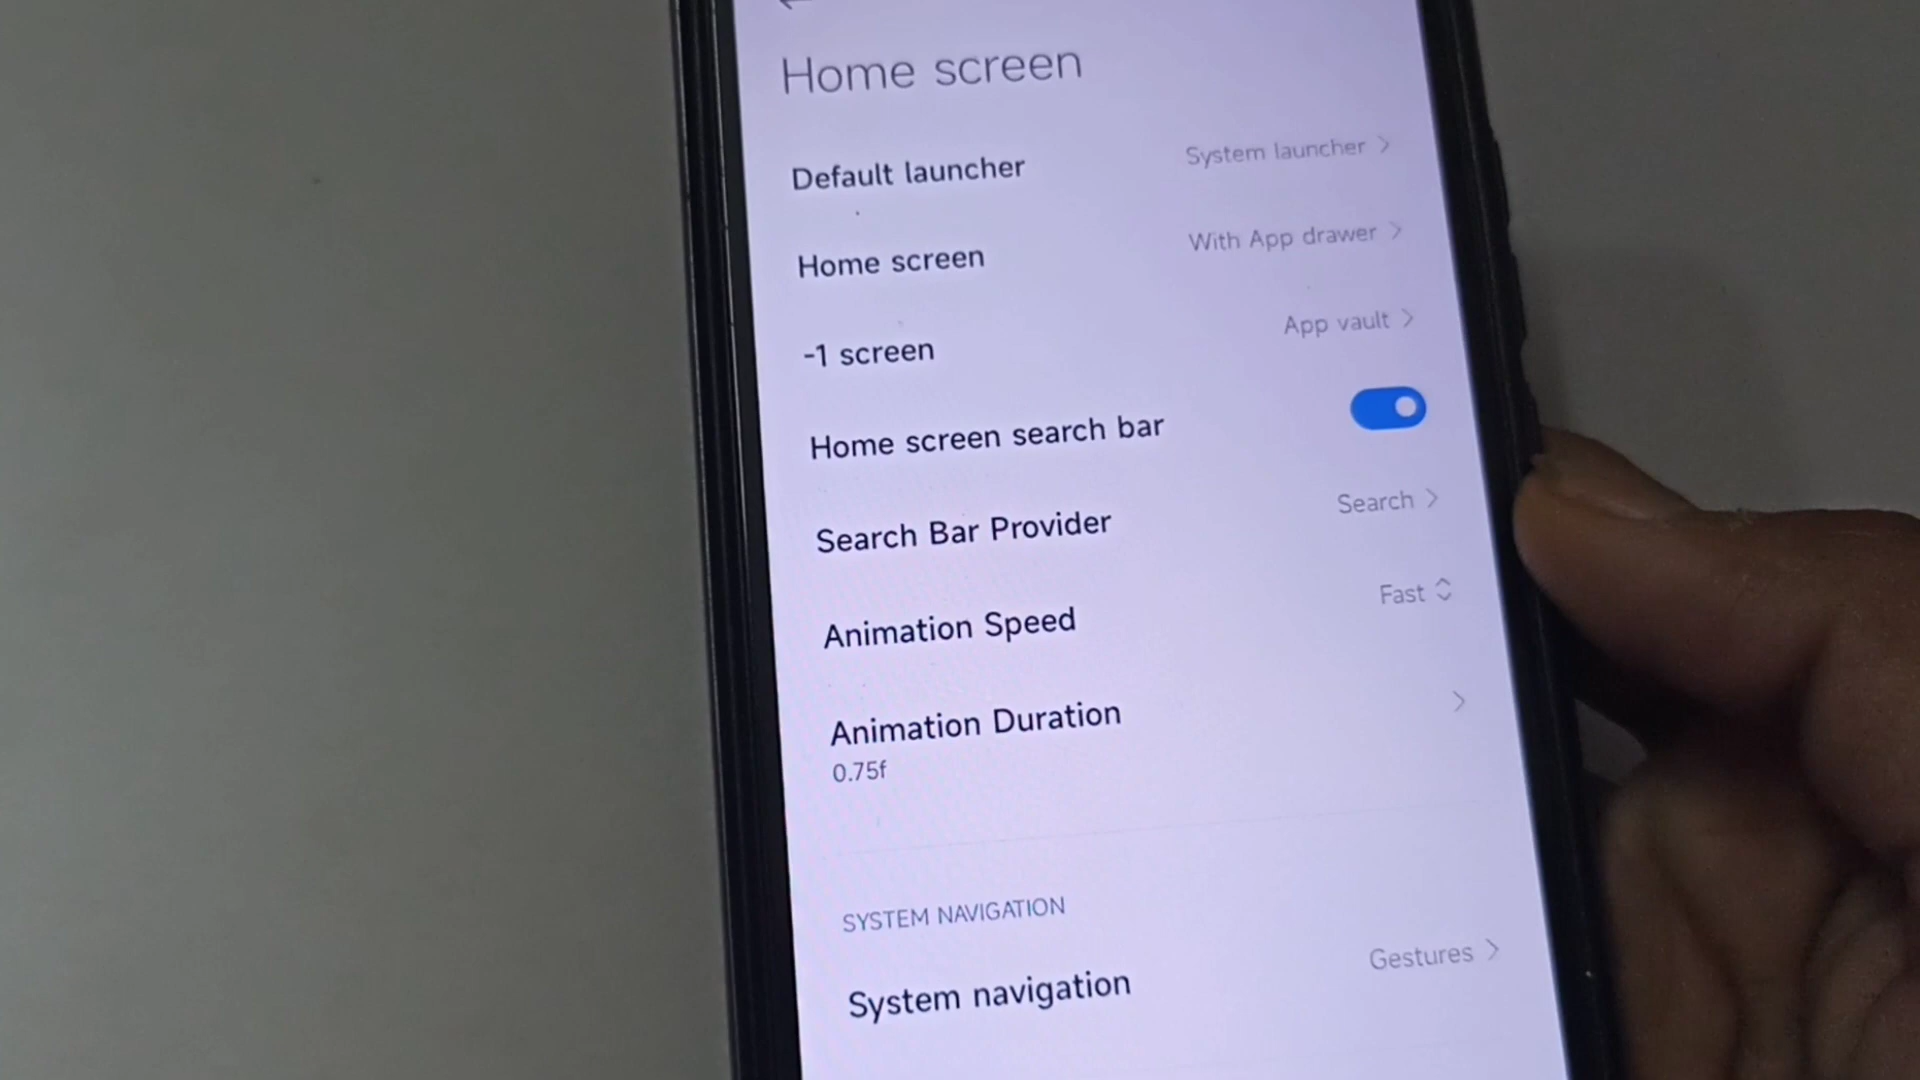 Home screen
Default launcher
System launcher
Home screen
With App drawer
-1 screen
App vault
Home screen search bar
Search Bar Provider
Search
Animation Speed
Fast
Animation Duration
0.75f
SYSTEM NAVIGATION
System navigation
Gestures